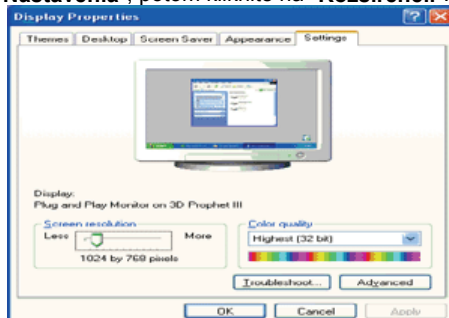 Display Properties
Themes Desktop Screen Saver Appearance Settings
Display:
Plug and Play Monitor on 3D Prophet III
Screen resolution
Less More
1024 by 768 pixels
Color quality
Highest (32 bit)
Troubleshoot... Advanced
OK Cancel Apply